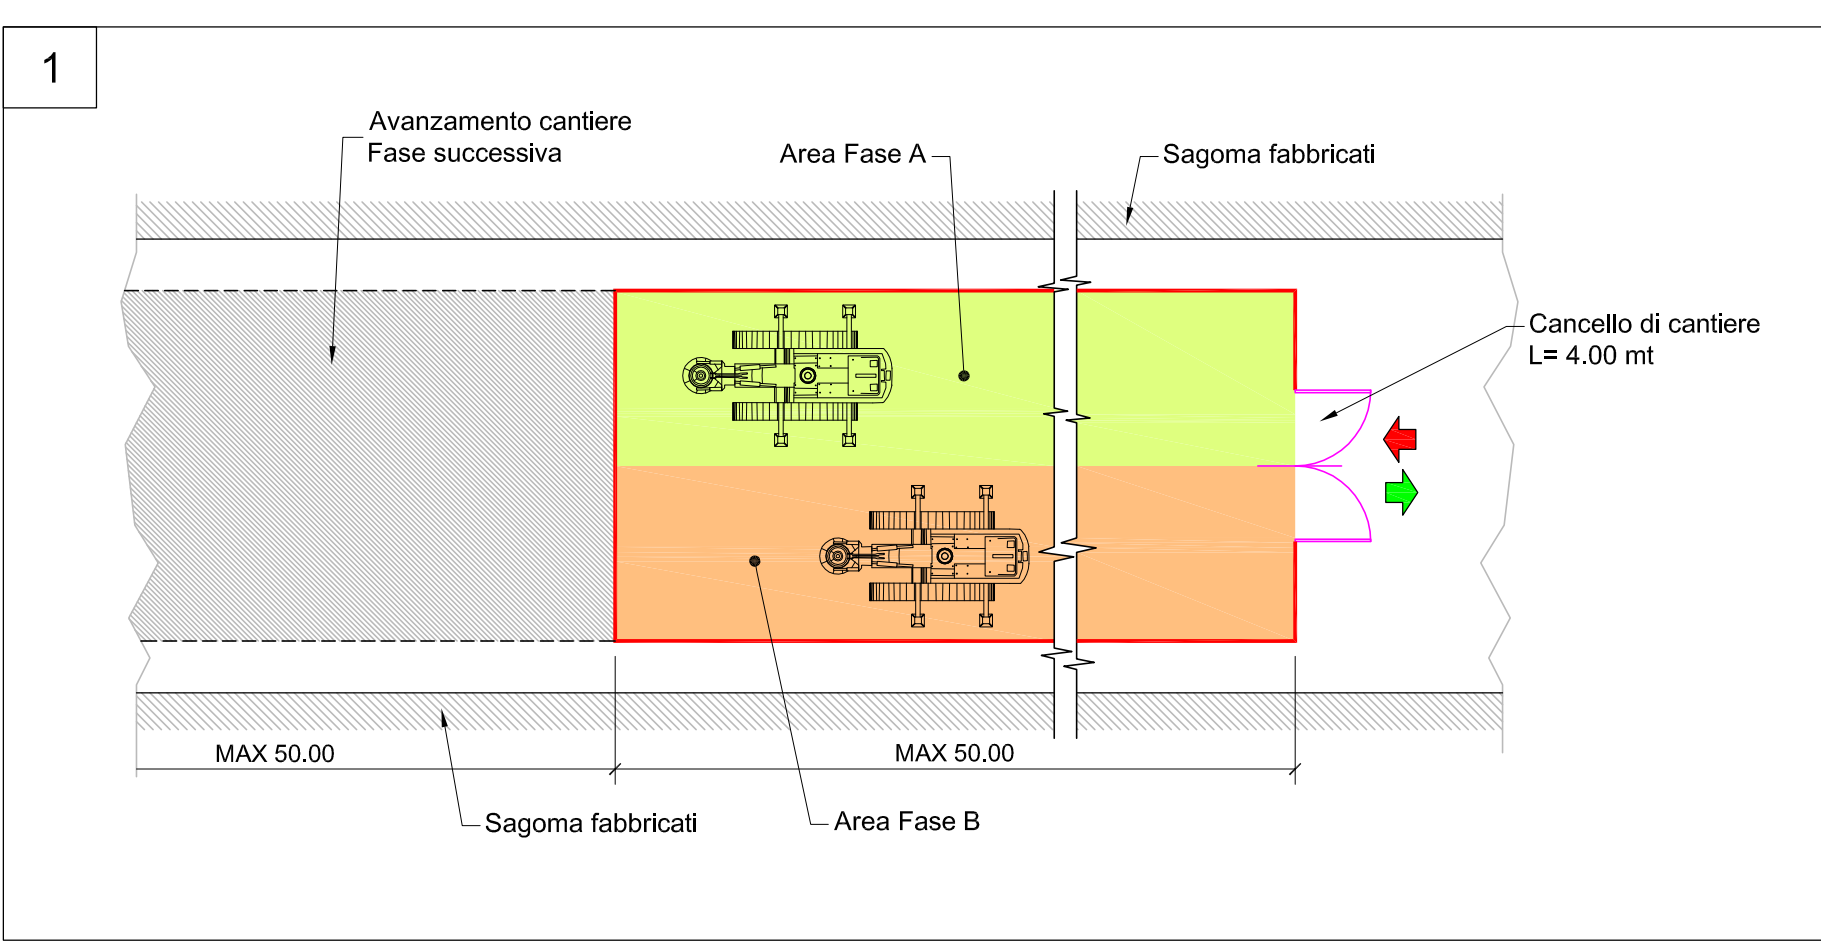 1
Avanzamento cantiere
Fase successiva
Area Fase A
Sagoma fabbricati
Cancello di cantiere
L= 4.00 mt
MAX 50.00
MAX 50.00
Sagoma fabbricati
Area Fase B